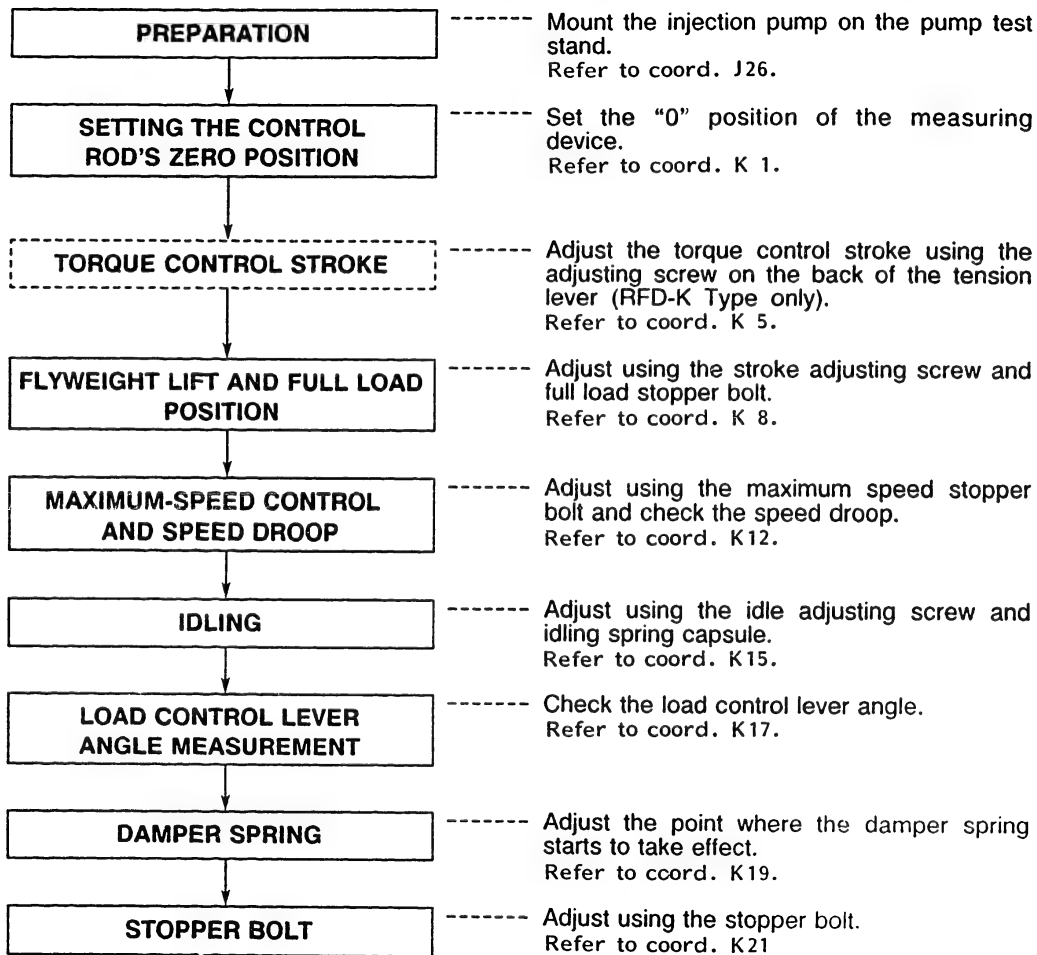 PREPARATION
Mount the injection pump on the pump test
stand.
Refer to coord. J26.
SETTING THE CONTROL
ROD'S ZERO POSITION
Set the “0” position of the measuring
device.
Refer to coord. K 1.
TORQUE CONTROL STROKE
Adjust the torque control stroke using the
adjusting screw on the back of the tension
lever (RFD-K Type only).
Refer to coord. K 5.
FLYWEIGHT LIFT AND FULL LOAD
POSITION
Adjust using the stroke adjusting screw and
full load stopper bolt.
Refer to coord. K 8.
MAXIMUM-SPEED CONTROL
AND SPEED DROOP
Adjust using the maximum speed stopper
bolt and check the speed droop.
Refer to coord. K12.
IDLING
Adjust using the idle adjusting screw and
idling spring capsule.
Refer to coord. K15.
LOAD CONTROL LEVER
ANGLE MEASUREMENT
Check the load control lever angle.
Refer to coord. K17.
DAMPER SPRING
Adjust the point where the damper spring
starts to take effect.
Refer to ccord. K19.
STOPPER BOLT
Adjust using the stopper bolt.
Refer to coord. K21